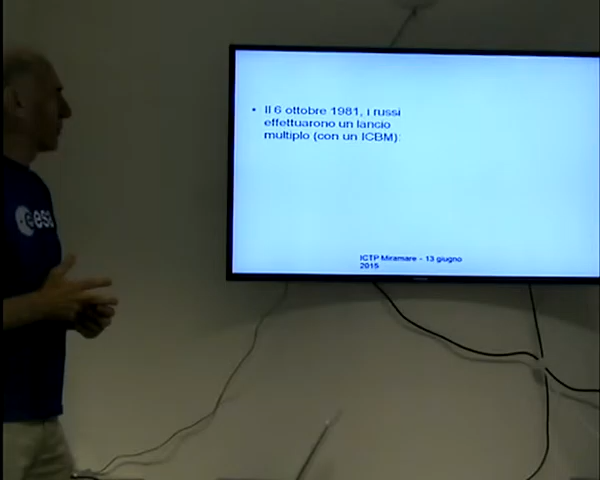 • Il 6 ottobre 1981, i russi
effettuarono un lancio
multiplo (con un ICBM):
ICTP Miramare - 13 giugno
2015
esa